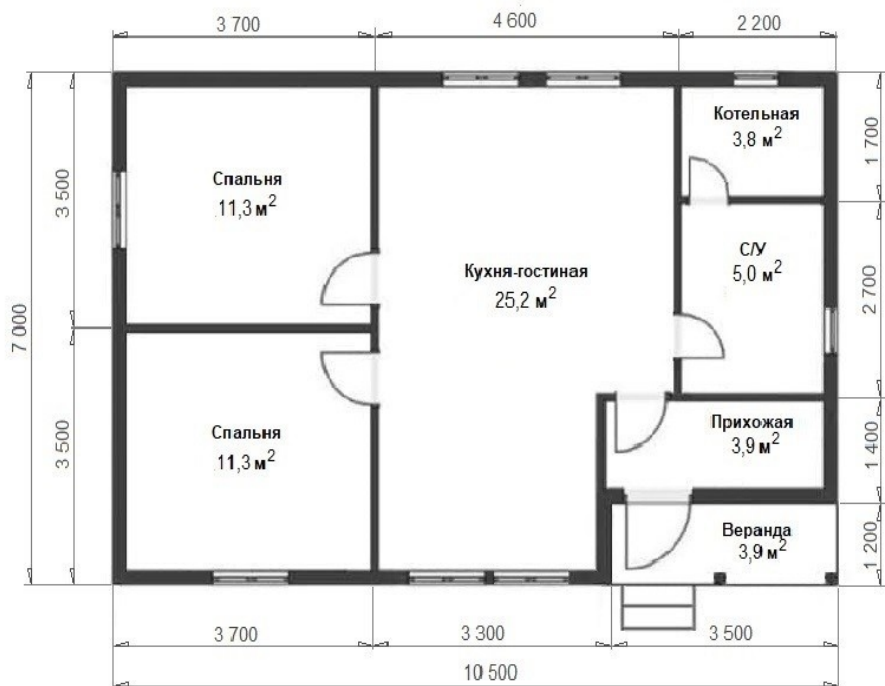 3 700
4 600
2 200
7 000
3 500
3 500
Спальня
11,3 м²
Кухня-гостиная
25,2 м²
Котельная
3,8 м²
С/У
5,0 м²
Спальня
11,3 м²
Прихожая
3,9 м²
Веранда
3,9 м²
1 700
2 700
1 400
1 200
3 700
3 300
3 500
10 500